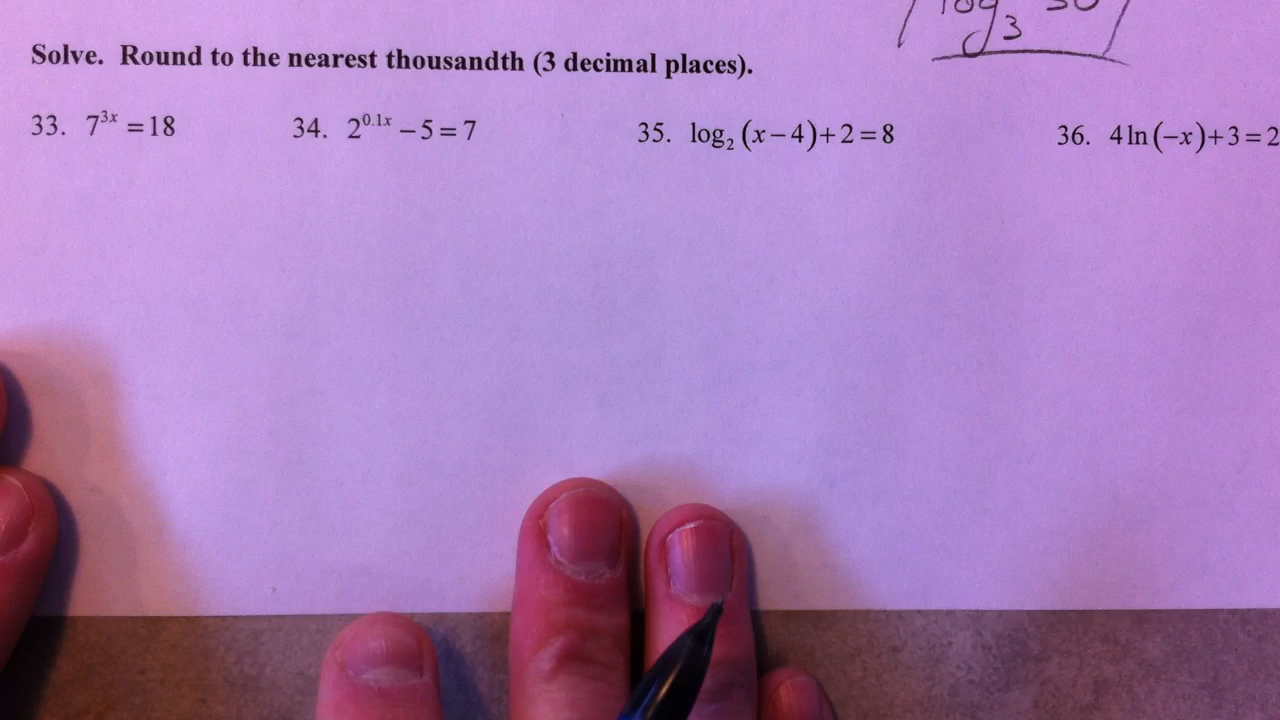 log₃ 30
Solve. Round to the nearest thousandth (3 decimal places).
33. 7^{3x} = 18 34. 2^{0.1x} − 5 = 7 35. log₂ (x − 4) + 2 = 8 36. 4 ln (−x) + 3 = 2